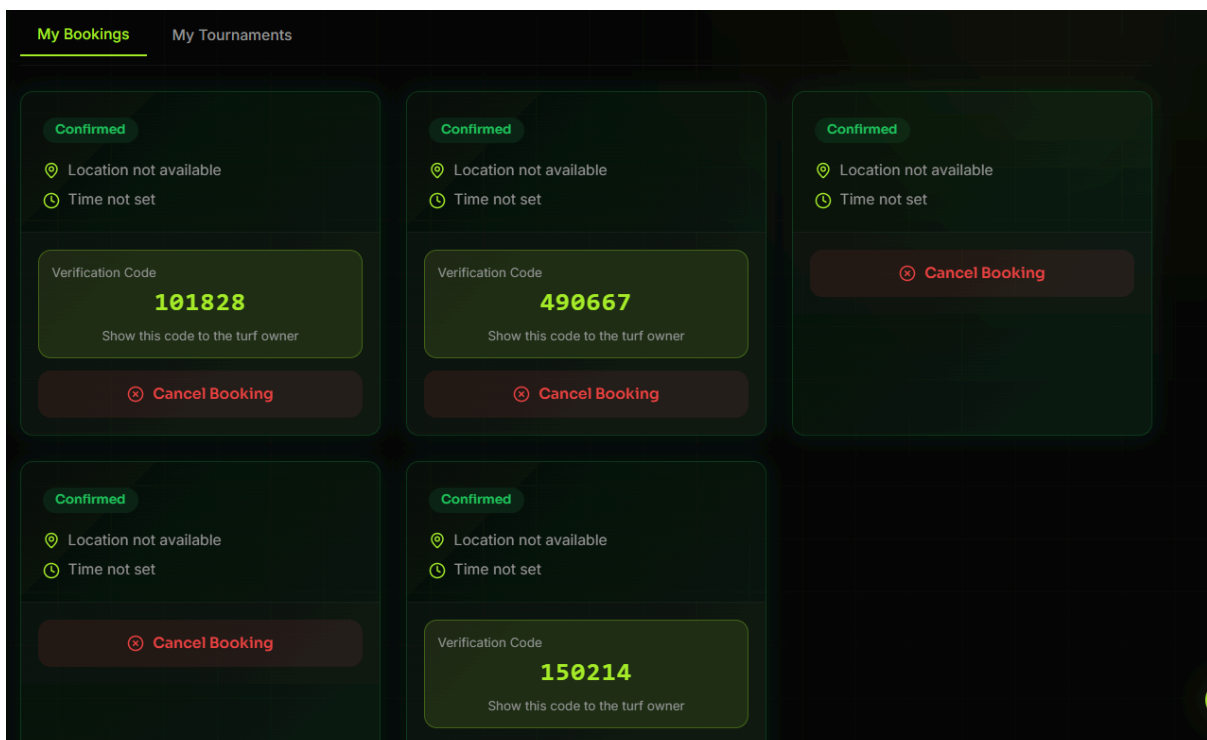 My Bookings My Tournaments
Confirmed
Location not available
Time not set
Verification Code
101828
Show this code to the turf owner
Cancel Booking
Confirmed
Location not available
Time not set
Verification Code
490667
Show this code to the turf owner
Cancel Booking
Confirmed
Location not available
Time not set
Cancel Booking
Confirmed
Location not available
Time not set
Cancel Booking
Confirmed
Location not available
Time not set
Verification Code
150214
Show this code to the turf owner